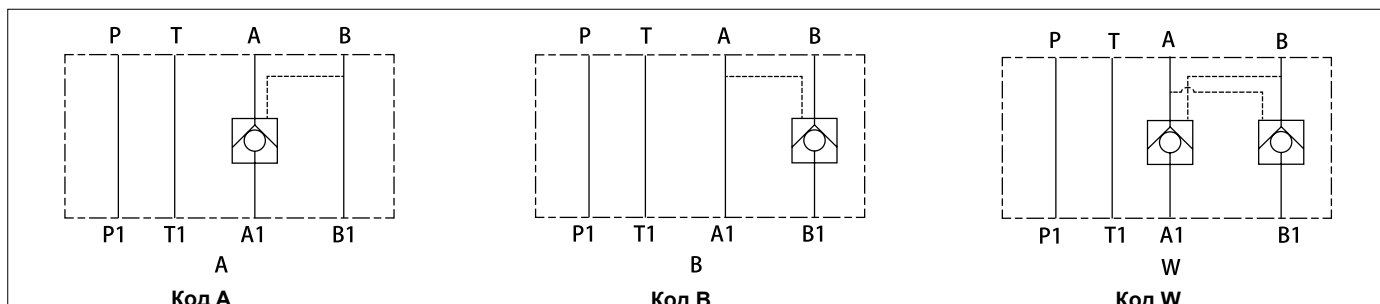 P T A B P T A B P T A B
P1 T1 A1 B1 P1 T1 A1 B1 P1 T1 A1 B1
A B W
Код A Код B Код W